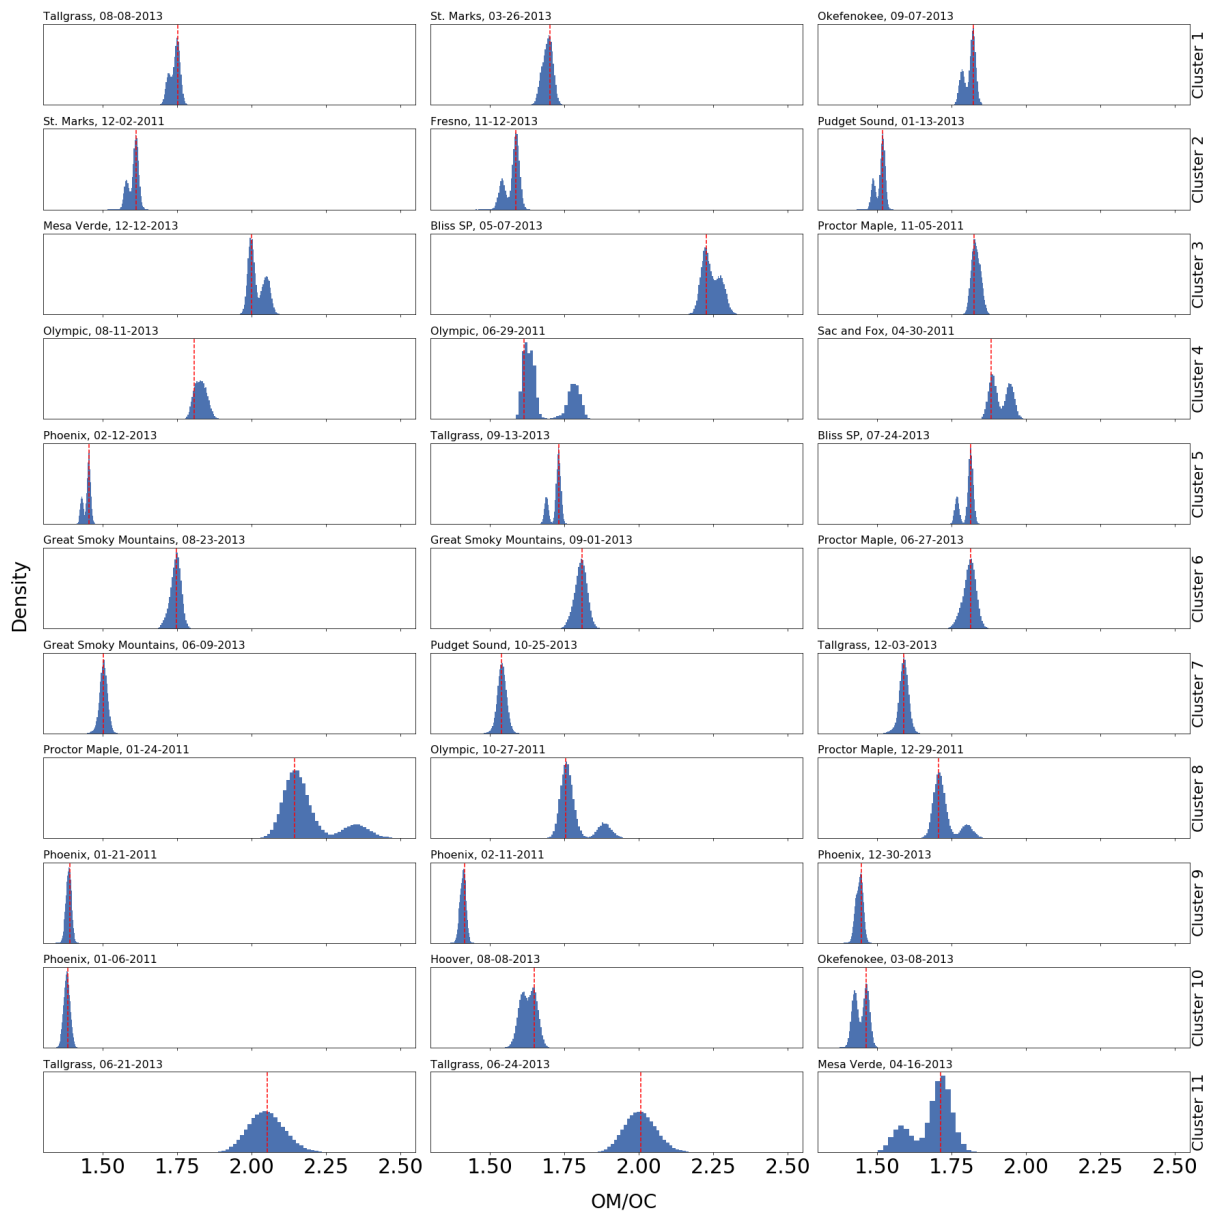 Tallgrass, 08-08-2013
St. Marks, 03-26-2013
Okefenokee, 09-07-2013
Cluster 1
St. Marks, 12-02-2011
Fresno, 11-12-2013
Pudget Sound, 01-13-2013
Cluster 2
Mesa Verde, 12-12-2013
Bliss SP, 05-07-2013
Proctor Maple, 11-05-2011
Cluster 3
Olympic, 08-11-2013
Olympic, 06-29-2011
Sac and Fox, 04-30-2011
Cluster 4
Phoenix, 02-12-2013
Tallgrass, 09-13-2013
Bliss SP, 07-24-2013
Cluster 5
Great Smoky Mountains, 08-23-2013
Great Smoky Mountains, 09-01-2013
Proctor Maple, 06-27-2013
Cluster 6
Density
Great Smoky Mountains, 06-09-2013
Pudget Sound, 10-25-2013
Tallgrass, 12-03-2013
Cluster 7
Proctor Maple, 01-24-2011
Olympic, 10-27-2011
Proctor Maple, 12-29-2011
Cluster 8
Phoenix, 01-21-2011
Phoenix, 02-11-2011
Phoenix, 12-30-2013
Cluster 9
Phoenix, 01-06-2011
Hoover, 08-08-2013
Okefenokee, 03-08-2013
Cluster 10
Tallgrass, 06-21-2013
Tallgrass, 06-24-2013
Mesa Verde, 04-16-2013
Cluster 11
1.50 1.75 2.00 2.25 2.50
1.50 1.75 2.00 2.25 2.50
1.50 1.75 2.00 2.25 2.50
OM/OC